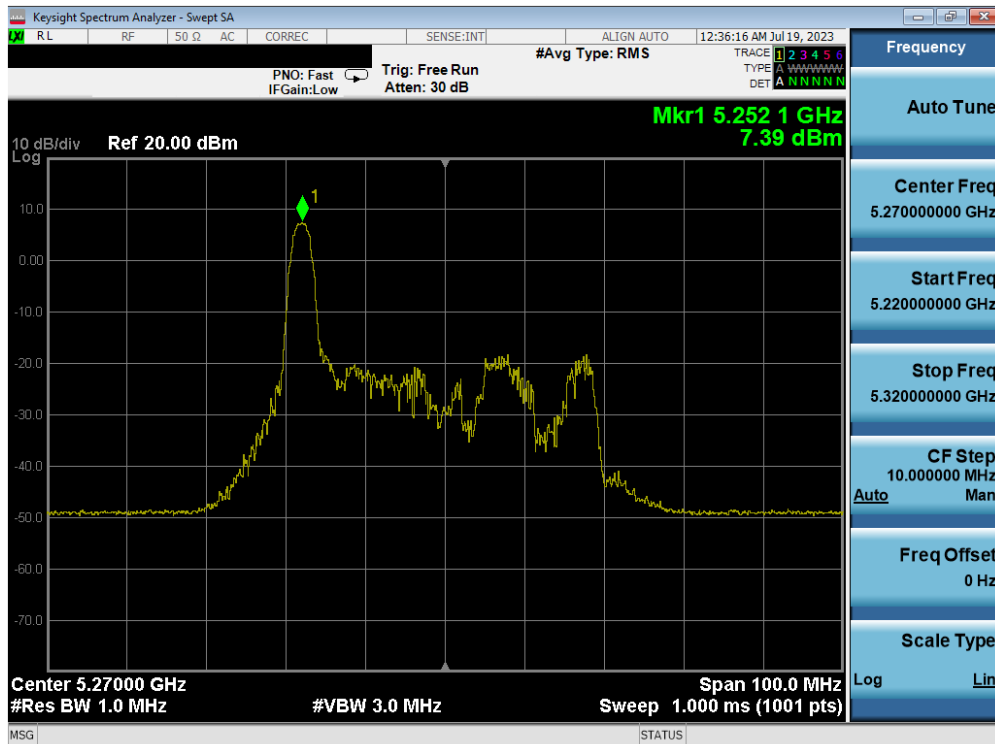 Keysight Spectrum Analyzer - Swept SA
LXI RL RF 50 Ω AC CORREC SENSE:INT ALIGN AUTO 12:36:16 AM Jul 19, 2023
#Avg Type: RMS
TRACE 1 2 3 4 5 6
TYPE A W W W W W
DET A N N N N N
PNO: Fast
IFGain:Low
Trig: Free Run
Atten: 30 dB
Mkr1 5.252 1 GHz
7.39 dBm
10 dB/div
Log
Ref 20.00 dBm
1
10.0
0.00
-10.0
-20.0
-30.0
-40.0
-50.0
-60.0
-70.0
Center 5.27000 GHz
Span 100.0 MHz
#Res BW 1.0 MHz
#VBW 3.0 MHz
Sweep 1.000 ms (1001 pts)
MSG
STATUS
Frequency
Auto Tune
Center Freq
5.270000000 GHz
Start Freq
5.220000000 GHz
Stop Freq
5.320000000 GHz
CF Step
10.000000 MHz
Auto Man
Freq Offset
0 Hz
Scale Type
Log Lin